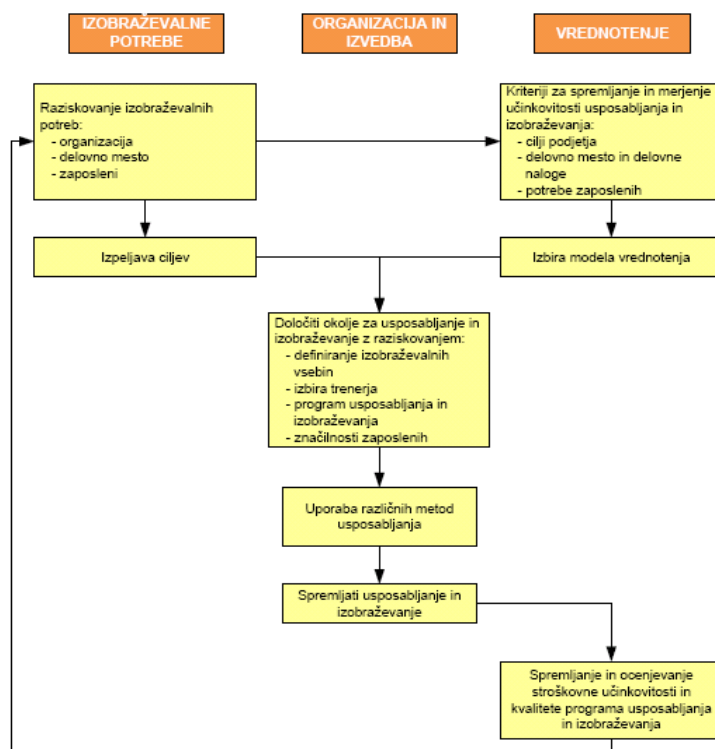 IZOBRAŽEVALNE
POTREBE
ORGANIZACIJA IN
IZVEDBA
VREDNOTENJE
Raziskovanje izobraževalnih
potreb:
- organizacija
- delovno mesto
- zaposleni
Kriteriji za spremljanje in merjenje
učinkovitosti usposabljanja in
izobraževanja:
- cilji podjetja
- delovno mesto in delovne
naloge
- potrebe zaposlenih
Izpeljava ciljev
Izbira modela vrednotenja
Določiti okolje za usposabljanje in
izobraževanje z raziskovanjem:
- definiranje izobraževalnih
vsebin
- izbira trenerja
- program usposabljanja in
izobraževanja
- značilnosti zaposlenih
Uporaba različnih metod
usposabljanja
Spremljati usposabljanje in
izobraževanje
Spremljanje in ocenjevanje
stroškovne učinkovitosti in
kvalitete programa usposabljanja
in izobraževanja